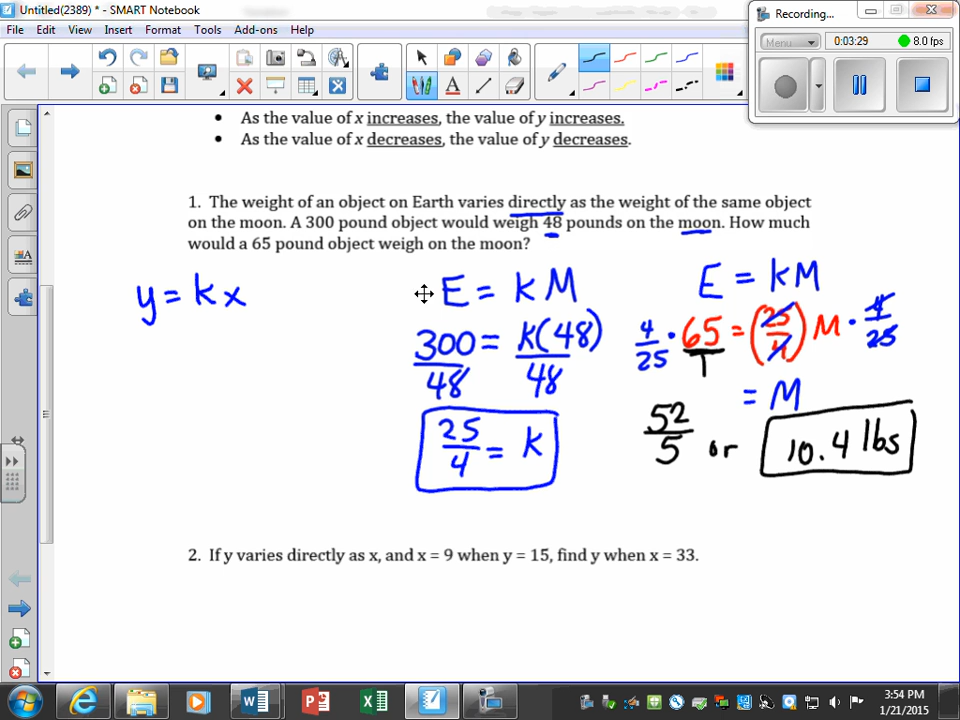 Untitled(2389) * - SMART Notebook
File Edit View Insert Format Tools Add-ons Help
Recording...
Menu
0:03:29
8.0 fps
• As the value of x increases, the value of y increases.
• As the value of x decreases, the value of y decreases.
1. The weight of an object on Earth varies directly as the weight of the same object
on the moon. A 300 pound object would weigh 48 pounds on the moon. How much
would a 65 pound object weigh on the moon?
y = kx
E = kM
300 = k(48)
48 48
25/4 = k
E = kM
4/25 · 65/1 = (25/4) M · 4/25
= M
52/5 or 10.4 lbs
2. If y varies directly as x, and x = 9 when y = 15, find y when x = 33.
3:54 PM
1/21/2015